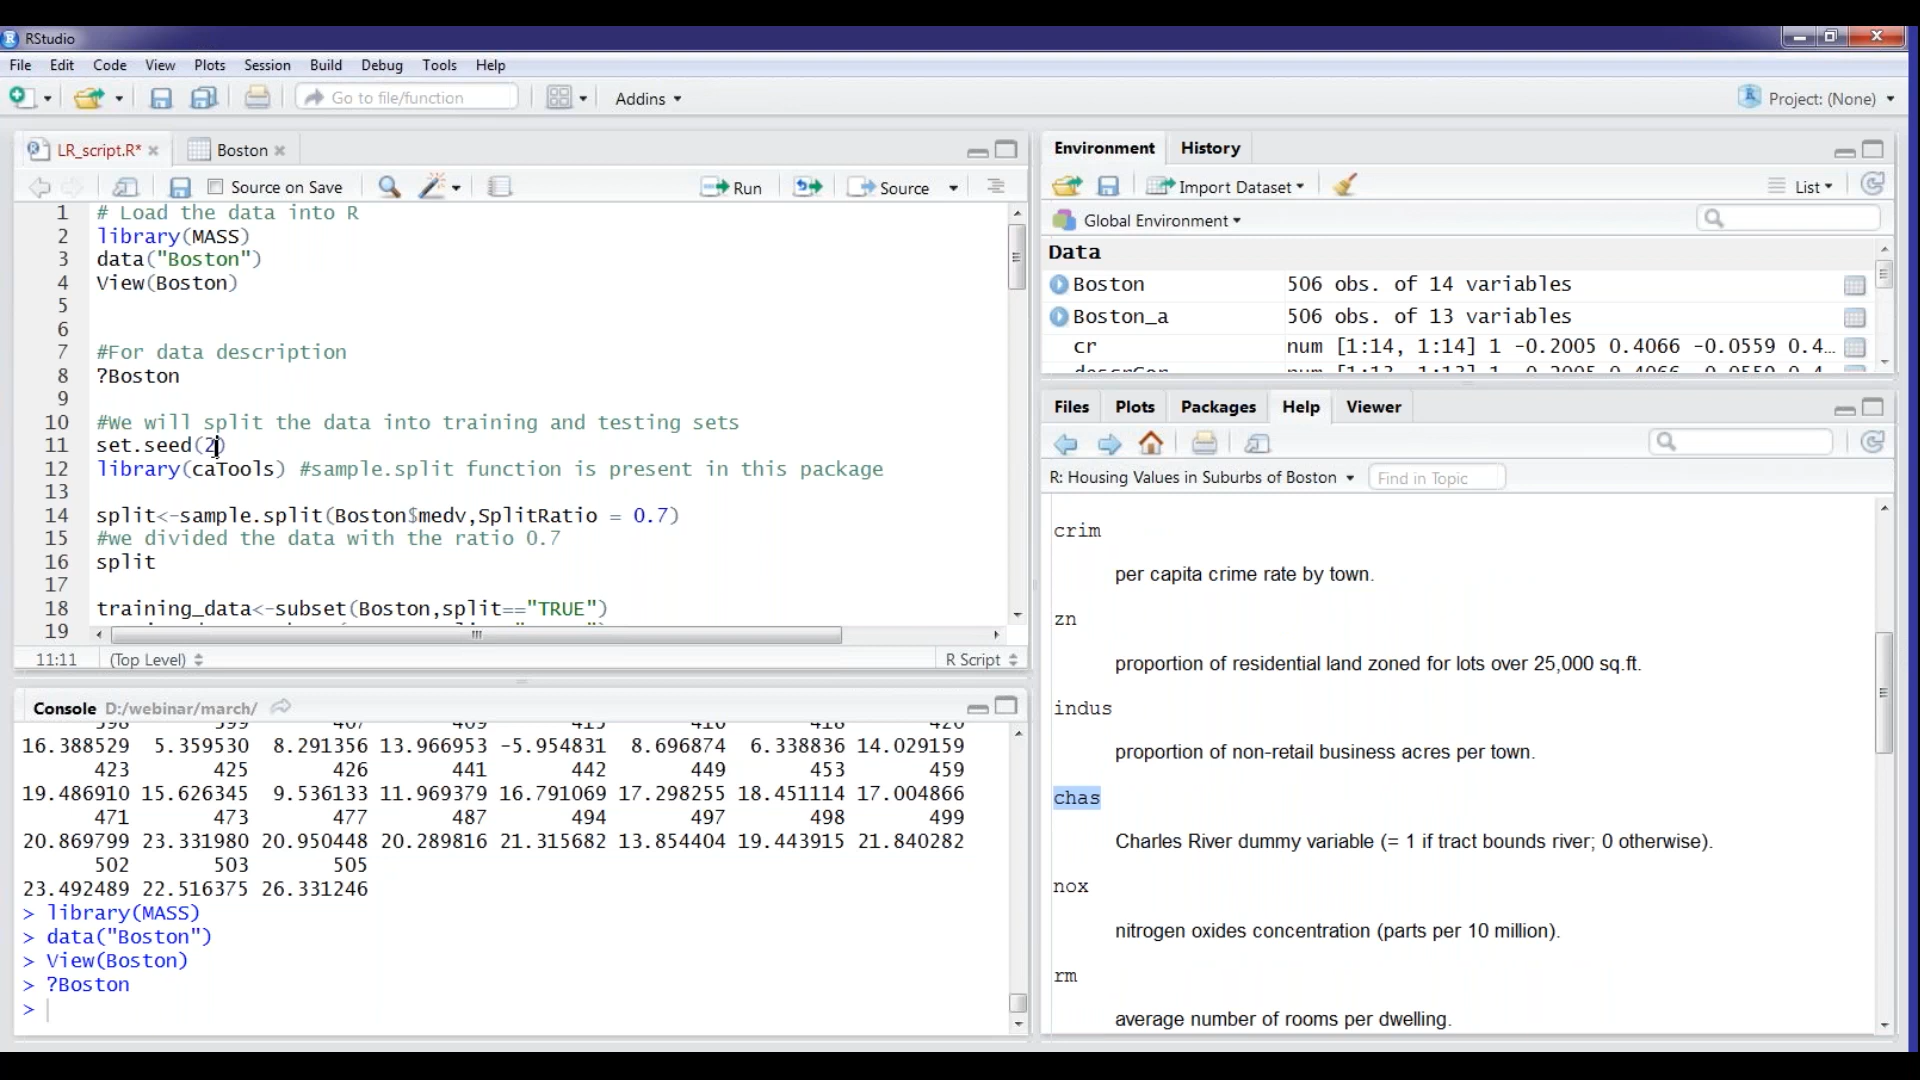 RStudio
File Edit Code View Plots Session Build Debug Tools Help
Go to file/function Addins Project: (None)
LR_script.R* Boston
Source on Save Run Source
1 # Load the data into R
2 library(MASS)
3 data("Boston")
4 View(Boston)
5
6
7 #For data description
8 ?Boston
9
10 #We will split the data into training and testing sets
11 set.seed(2)
12 library(caTools) #sample.split function is present in this package
13
14 split<-sample.split(Boston$medv,SplitRatio = 0.7)
15 #we divided the data with the ratio 0.7
16 split
17
18 training_data<-subset(Boston,split=="TRUE")
19
11:11 (Top Level) R Script
Console D:/webinar/march/
398 399 407 409 415 416 418 420
16.388529 5.359530 8.291356 13.966953 -5.954831 8.696874 6.338836 14.029159
423 425 426 441 442 449 453 459
19.486910 15.626345 9.536133 11.969379 16.791069 17.298255 18.451114 17.004866
471 473 477 487 494 497 498 499
20.869799 23.331980 20.950448 20.289816 21.315682 13.854404 19.443915 21.840282
502 503 505
23.492489 22.516375 26.331246
> library(MASS)
> data("Boston")
> View(Boston)
> ?Boston
>
Environment History
Import Dataset List
Global Environment
Data
Boston 506 obs. of 14 variables
Boston_a 506 obs. of 13 variables
cr num [1:14, 1:14] 1 -0.2005 0.4066 -0.0559 0.4...
Files Plots Packages Help Viewer
R: Housing Values in Suburbs of Boston Find in Topic
crim
per capita crime rate by town.
zn
proportion of residential land zoned for lots over 25,000 sq.ft.
indus
proportion of non-retail business acres per town.
chas
Charles River dummy variable (= 1 if tract bounds river; 0 otherwise).
nox
nitrogen oxides concentration (parts per 10 million).
rm
average number of rooms per dwelling.